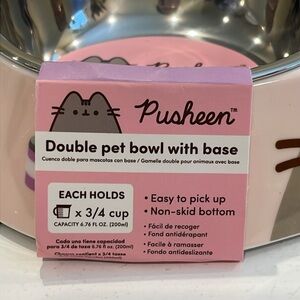 Pusheen™
Double pet bowl with base
Cuenca doble para mascotas con base / Gamelle double pour animaux avec base
EACH HOLDS
x 3/4 cup
CAPACITY 6.76 FL. OZ. (200ml)
Cada uno tiene capacidad
para 3/4 de taza 6.76 fl. oz (200ml)
• Easy to pick up
• Non-skid bottom
• Fácil de recoger
• Fond antidérapant
• Facile à ramasser
• Fondo antideslizante